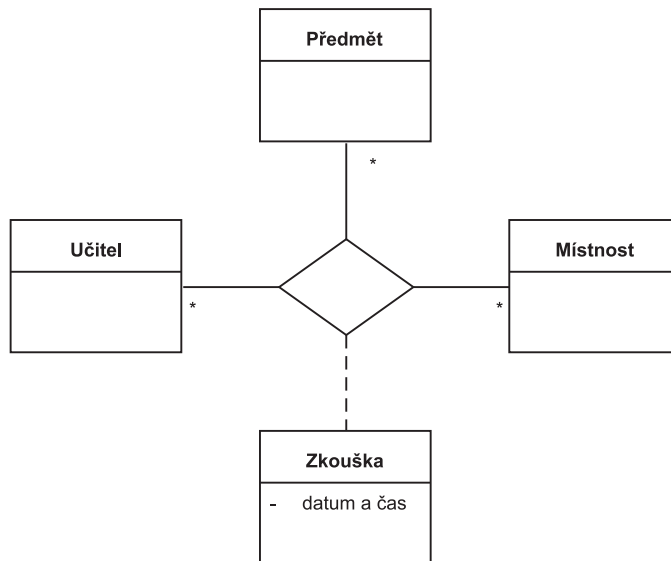 Předmět
*
Učitel
Místnost
*
*
Zkouška
- datum a čas